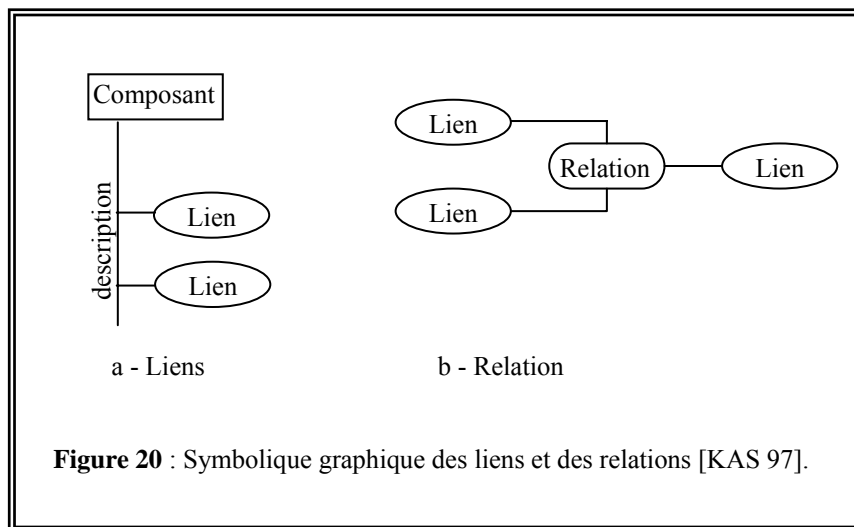 Composant
description
Lien
Lien
a - Liens
Lien
Relation
Lien
Lien
b - Relation
Figure 20 : Symbolique graphique des liens et des relations [KAS 97].